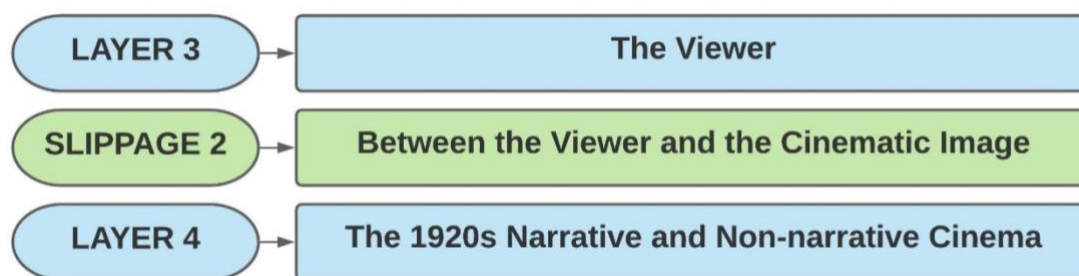 LAYER 3
The Viewer
SLIPPAGE 2
Between the Viewer and the Cinematic Image
LAYER 4
The 1920s Narrative and Non-narrative Cinema